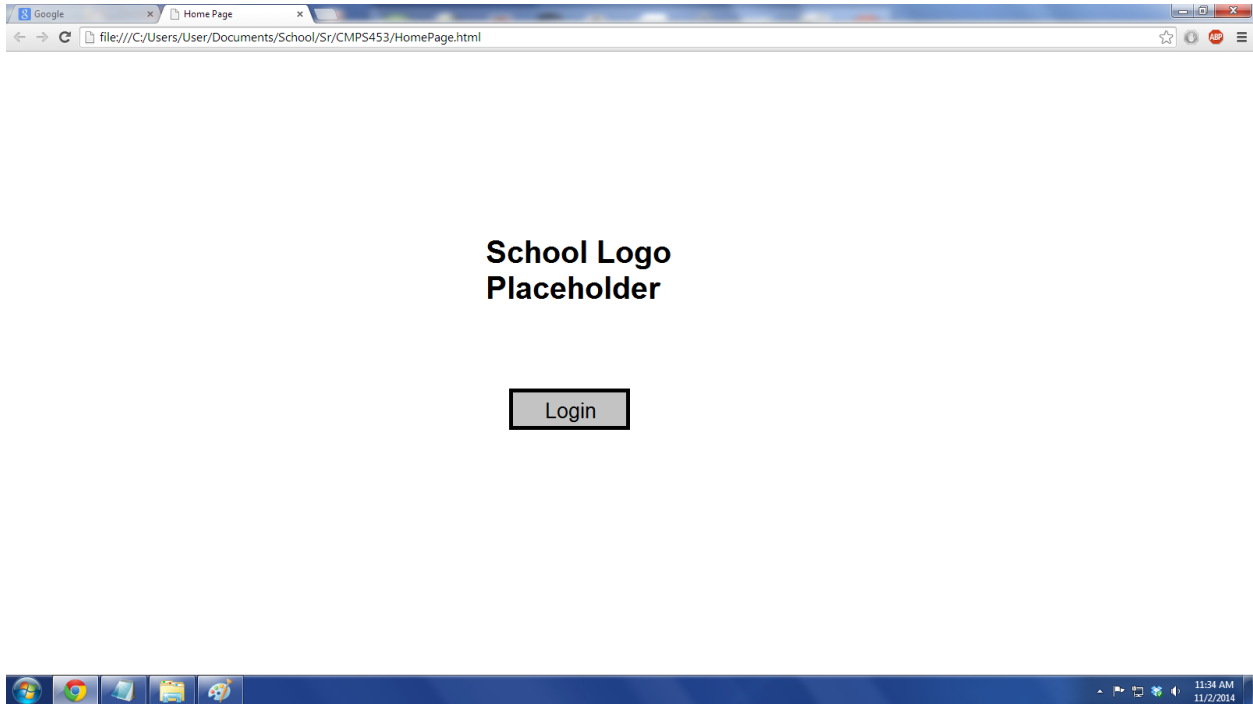 Google
Home Page
file:///C:/Users/User/Documents/School/Sr/CMPS453/HomePage.html
ABP
School Logo
Placeholder
Login
11:34 AM
11/2/2014